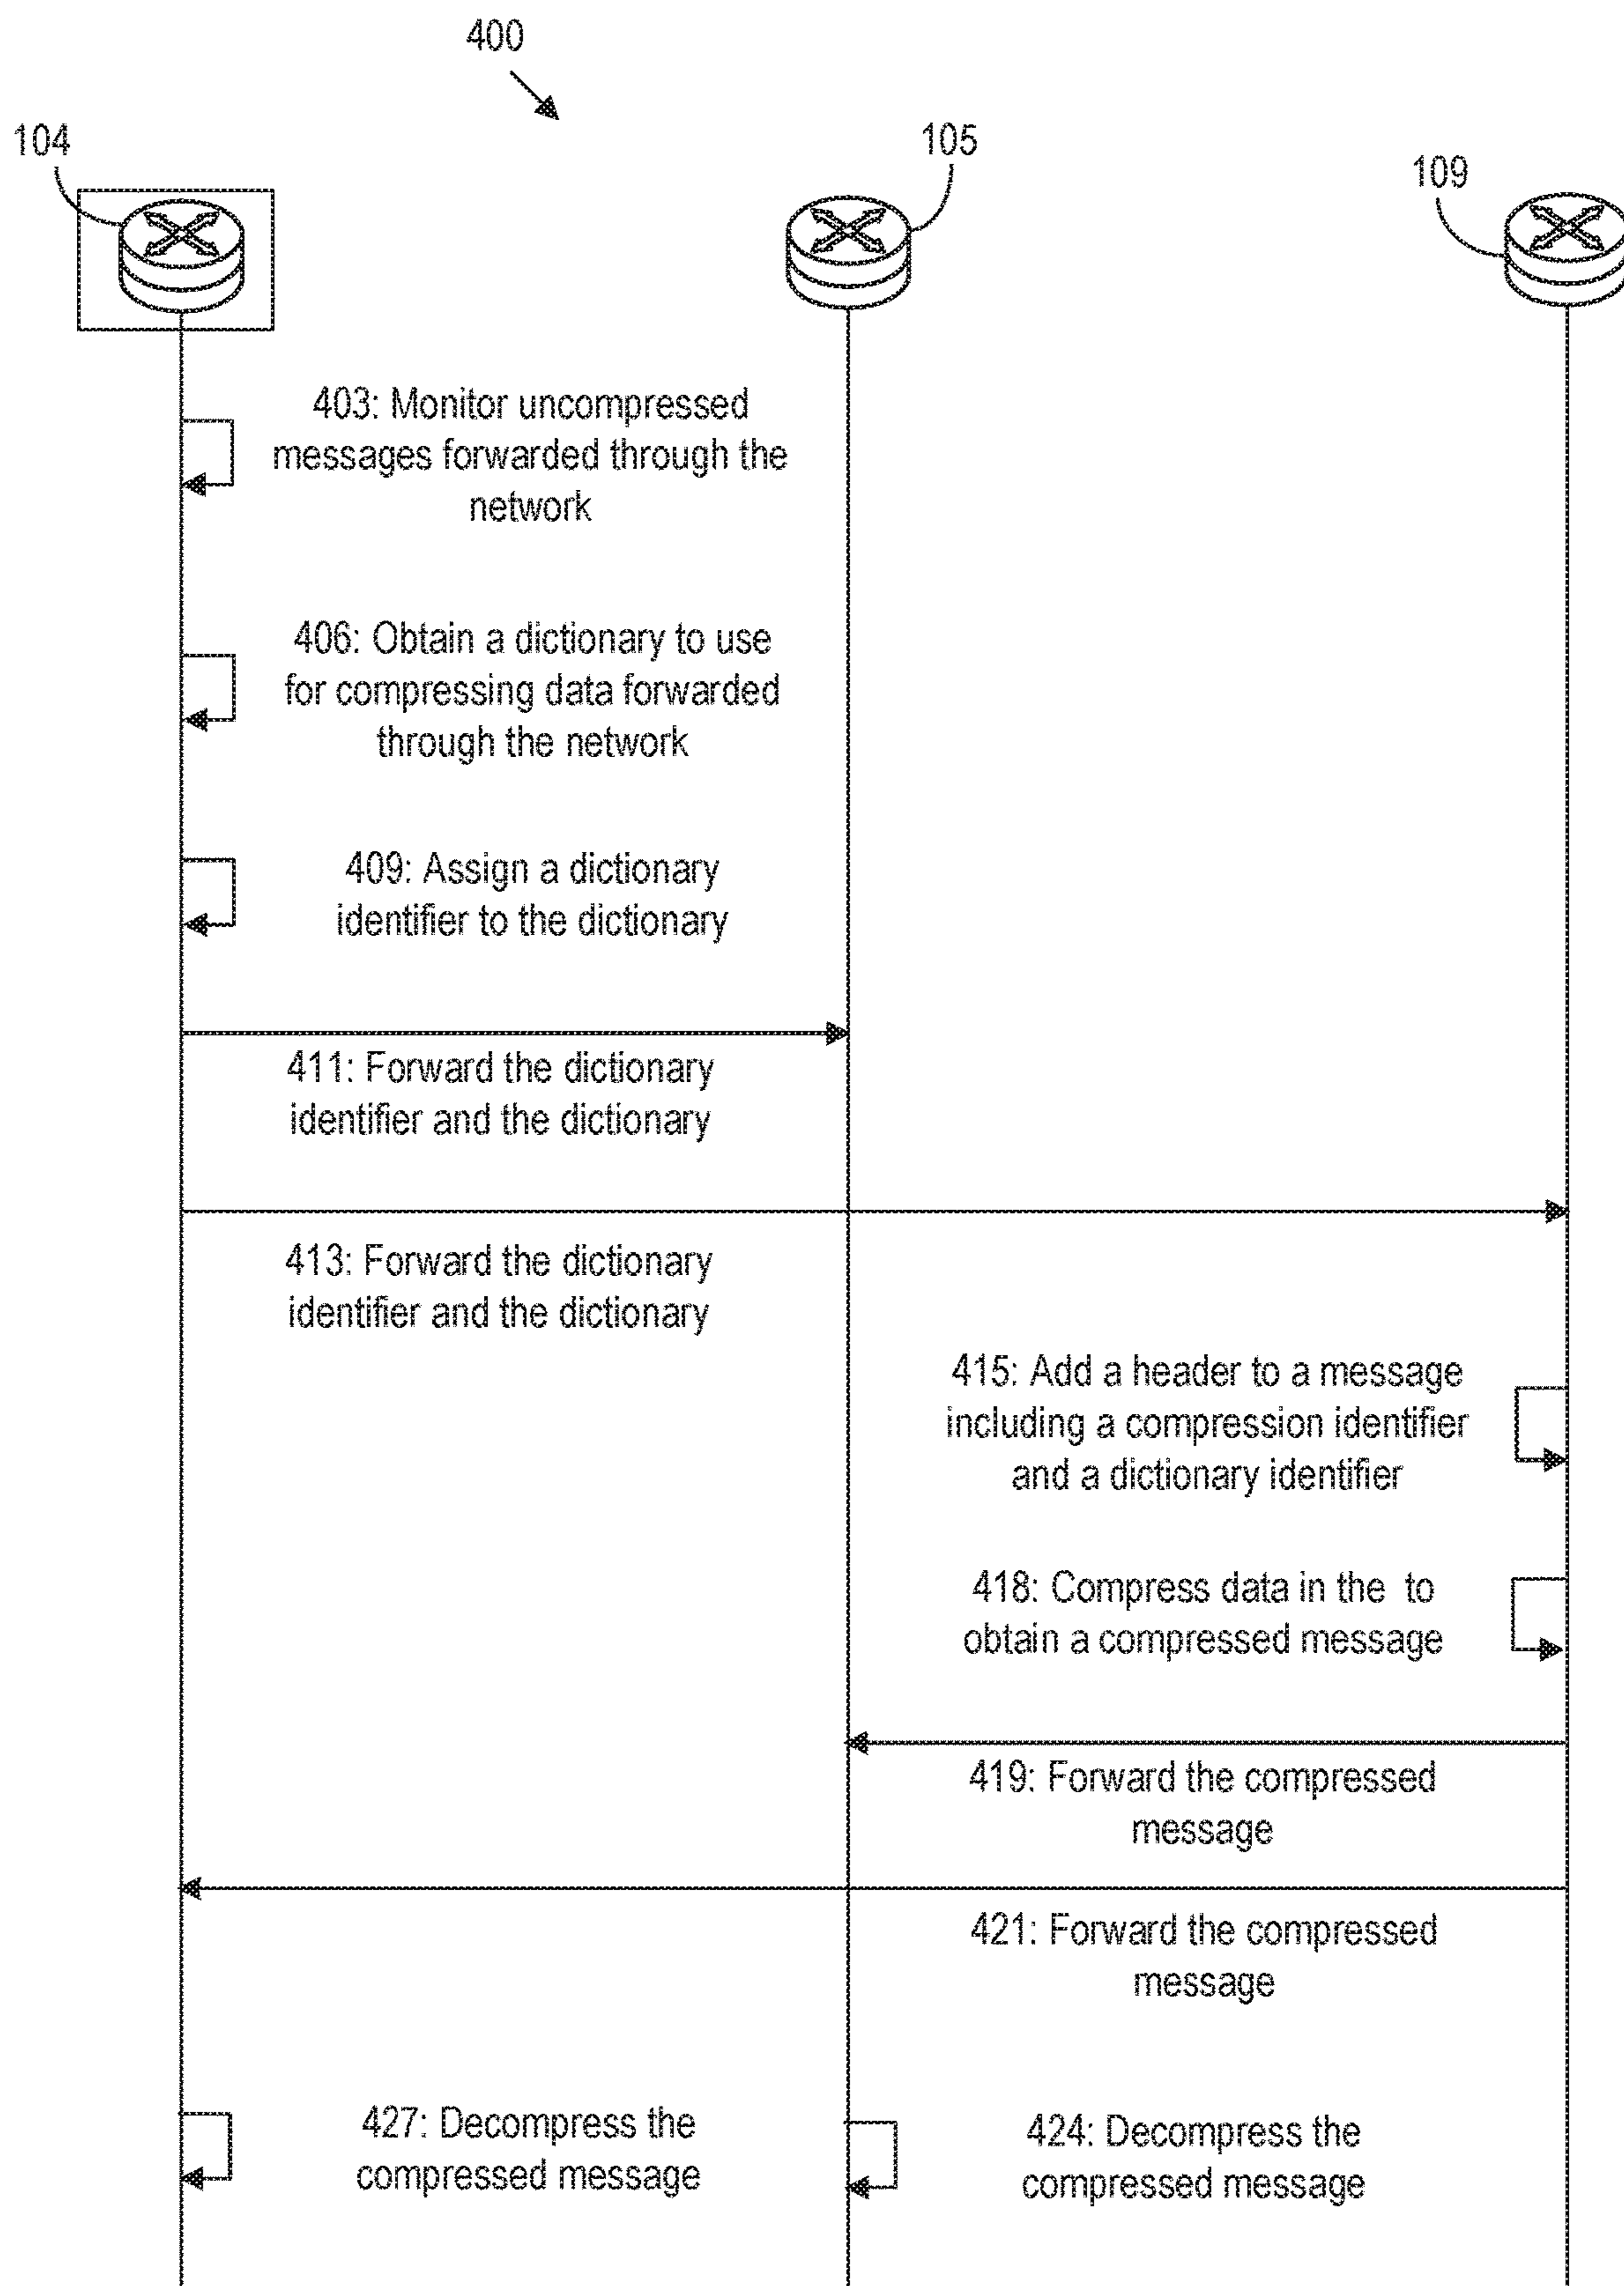 400
104
105
109
403: Monitor uncompressed
messages forwarded through the
network
406: Obtain a dictionary to use
for compressing data forwarded
through the network
409: Assign a dictionary
identifier to the dictionary
411: Forward the dictionary
identifier and the dictionary
413: Forward the dictionary
identifier and the dictionary
415: Add a header to a message
including a compression identifier
and a dictionary identifier
418: Compress data in the  to
obtain a compressed message
419: Forward the compressed
message
421: Forward the compressed
message
427: Decompress the
compressed message
424: Decompress the
compressed message